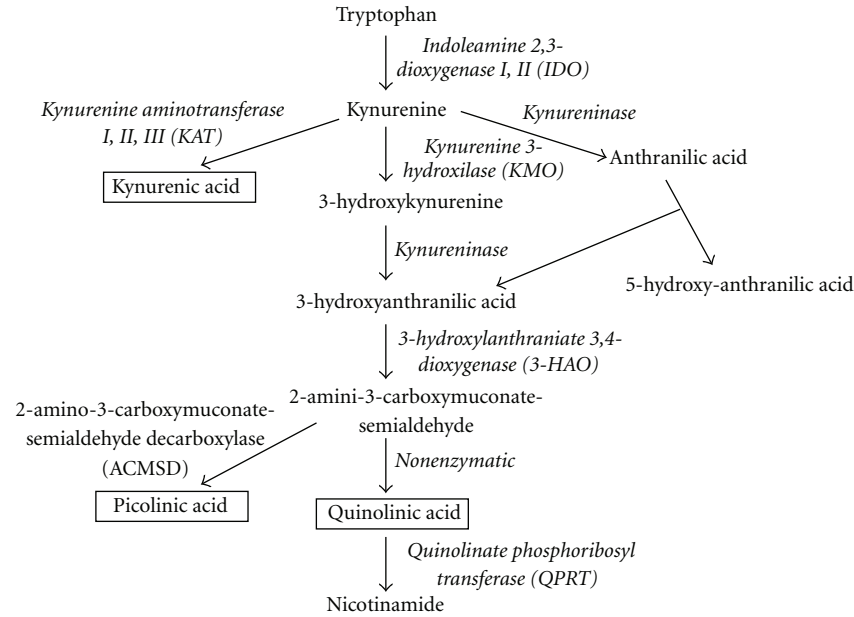 Tryptophan
Indoleamine 2,3-
dioxygenase I, II (IDO)
Kynurenine aminotransferase
I, II, III (KAT)
Kynurenine
Kynureninase
Kynurenine 3-
hydroxilase (KMO)
Anthranilic acid
Kynurenic acid
3-hydroxykynurenine
Kynureninase
5-hydroxy-anthranilic acid
3-hydroxyanthranilic acid
3-hydroxylanthraniate 3,4-
dioxygenase (3-HAO)
2-amino-3-carboxymuconate-
semialdehyde decarboxylase
(ACMSD)
2-amini-3-carboxymuconate-
semialdehyde
Nonenzymatic
Picolinic acid
Quinolinic acid
Quinolinate phosphoribosyl
transferase (QPRT)
Nicotinamide